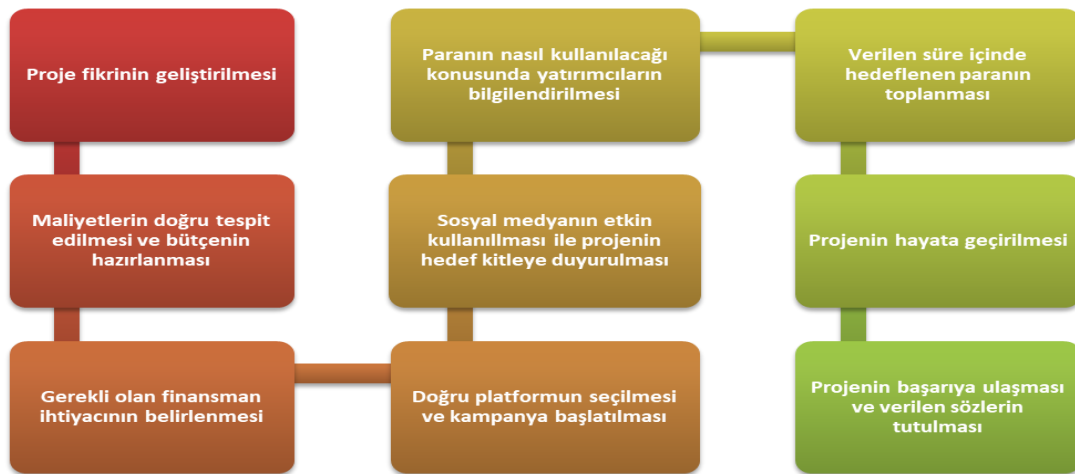 Proje fikrinin geliştirilmesi
Maliyetlerin doğru tespit
edilmesi ve bütçenin
hazırlanması
Gerekli olan finansman
ihtiyacının belirlenmesi
Doğru platformun seçilmesi
ve kampanya başlatılması
Sosyal medyanın etkin
kullanıllması ile projenin
hedef kitleye duyurulması
Paranın nasıl kullanılacağı
konusunda yatırımcıların
bilgilendirilmesi
Verilen süre içinde
hedeflenen paranın
toplanması
Projenin hayata geçirilmesi
Projenin başarıya ulaşması
ve verilen sözlerin
tutulması